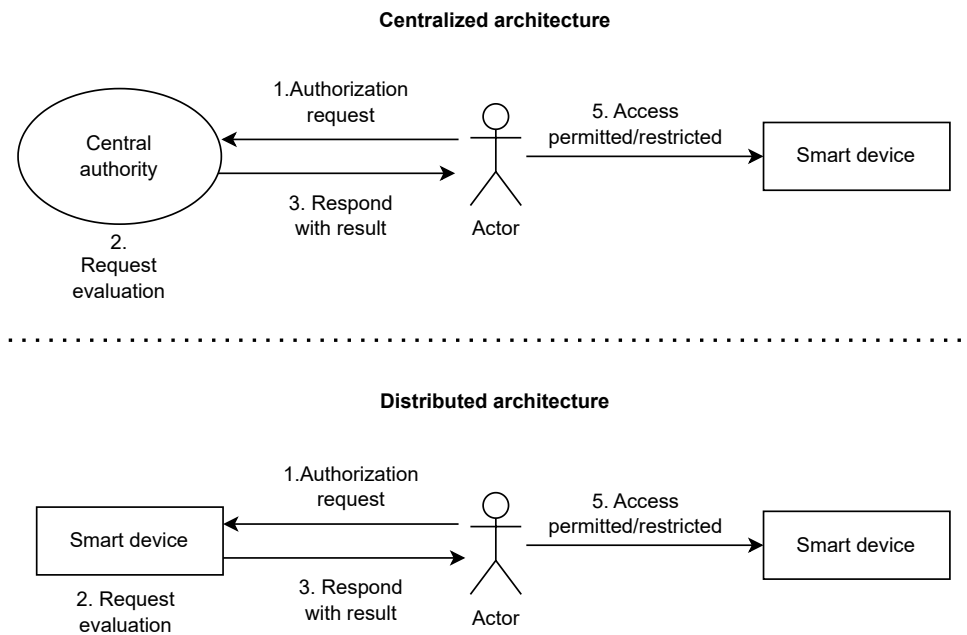 Centralized architecture
1.Authorization
request
5. Access
permitted/restricted
Central
authority
Smart device
3. Respond
with result
Actor
2.
Request
evaluation
Distributed architecture
1.Authorization
request
5. Access
permitted/restricted
Smart device
Smart device
3. Respond
with result
Actor
2. Request
evaluation